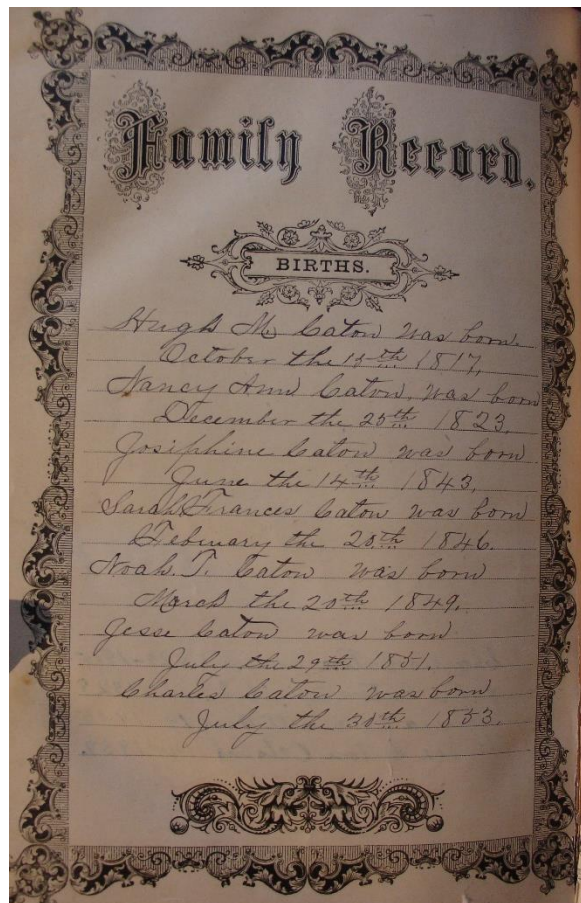 Family Record.
BIRTHS.
Hugh M. Caton was born
October the 15th 1817.
Nancy Ann Caton, was born
December the 25th 1823.
Josiphine Caton was born
June the 14th 1843.
Sarah Frances Caton was born
Febuary the 20th 1846.
Noah. T. Caton was born
March the 20th 1849.
Jesse Caton was born
July the 29th 1851.
Charles Caton was born
July the 30th 1853.